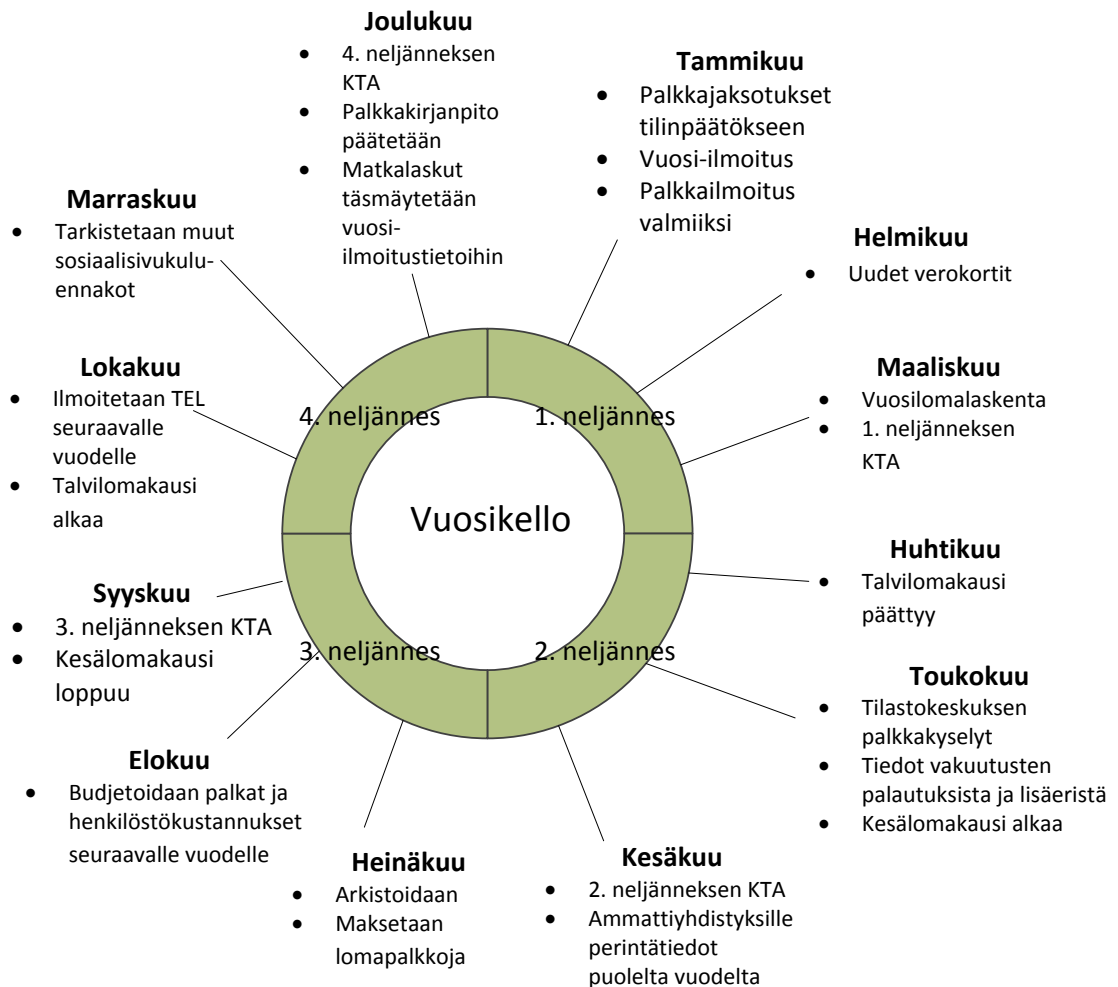 Joulukuu
• 4. neljänneksen
KTA
• Palkkakirjanpito
päätetään
• Matkalaskut
täsmäytetään
vuosi-
ilmoitustietoihin
Tammikuu
• Palkkajaksotukset
tilinpäätökseen
• Vuosi-ilmoitus
• Palkkailmoitus
valmiiksi
Helmikuu
• Uudet verokortit
Maaliskuu
• Vuosilomalaskenta
• 1. neljänneksen
KTA
Huhtikuu
• Talvilomakausi
päättyy
Toukokuu
• Tilastokeskuksen
palkkakyselyt
• Tiedot vakuutusten
palautuksista ja lisäeristä
• Kesälomakausi alkaa
Kesäkuu
• 2. neljänneksen KTA
• Ammattiyhdistyksille
perintätiedot
puolelta vuodelta
Heinäkuu
• Arkistoidaan
• Maksetaan
lomapalkkoja
Elokuu
• Budjetoidaan palkat ja
henkilöstökustannukset
seuraavalle vuodelle
Syyskuu
• 3. neljänneksen KTA
• Kesälomakausi
loppuu
Lokakuu
• Ilmoitetaan TEL
seuraavalle
vuodelle
• Talvilomakausi
alkaa
Marraskuu
• Tarkistetaan muut
sosiaalisivukulu-
ennakot
4. neljännes
1. neljännes
Vuosikello
3. neljännes
2. neljännes